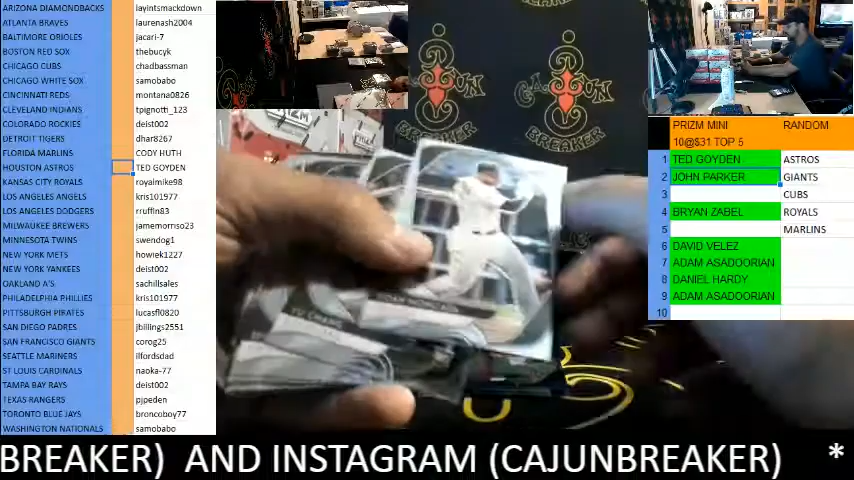 ARIZONA DIAMONDBACKS layintsmackdown
ATLANTA BRAVES laurenash2004
BALTIMORE ORIOLES jacari-7
BOSTON RED SOX thebucyk
CHICAGO CUBS chadbassman
CHICAGO WHITE SOX samobabo
CINCINNATI REDS montana0826
CLEVELAND INDIANS tpignotti_123
COLORADO ROCKIES deist002
DETROIT TIGERS dhar8267
FLORIDA MARLINS CODY HUTH
HOUSTON ASTROS TED GOYDEN
KANSAS CITY ROYALS royalmike98
LOS ANGELES ANGELS kris101977
LOS ANGELES DODGERS rruffin83
MILWAUKEE BREWERS jamemorriso23
MINNESOTA TWINS swendog1
NEW YORK METS howiek1227
NEW YORK YANKEES deist002
OAKLAND A'S sachillsales
PHILADELPHIA PHILLIES kris101977
PITTSBURGH PIRATES lucasfl0820
SAN DIEGO PADRES jbillings2551
SAN FRANCISCO GIANTS corog25
SEATTLE MARINERS ilfordsdad
ST LOUIS CARDINALS naoka-77
TAMPA BAY RAYS deist002
TEXAS RANGERS pjpeden
TORONTO BLUE JAYS broncoboy77
WASHINGTON NATIONALS samobabo
BREAKER
BREAKER
YU CHANG
PRIZM MINI RANDOM
10@$31 TOP 5
1 TED GOYDEN ASTROS
2 JOHN PARKER GIANTS
3 CUBS
4 BRYAN ZABEL ROYALS
5 MARLINS
6 DAVID VELEZ
7 ADAM ASADOORIAN
8 DANIEL HARDY
9 ADAM ASADOORIAN
10
BREAKER) AND INSTAGRAM (CAJUNBREAKER) *